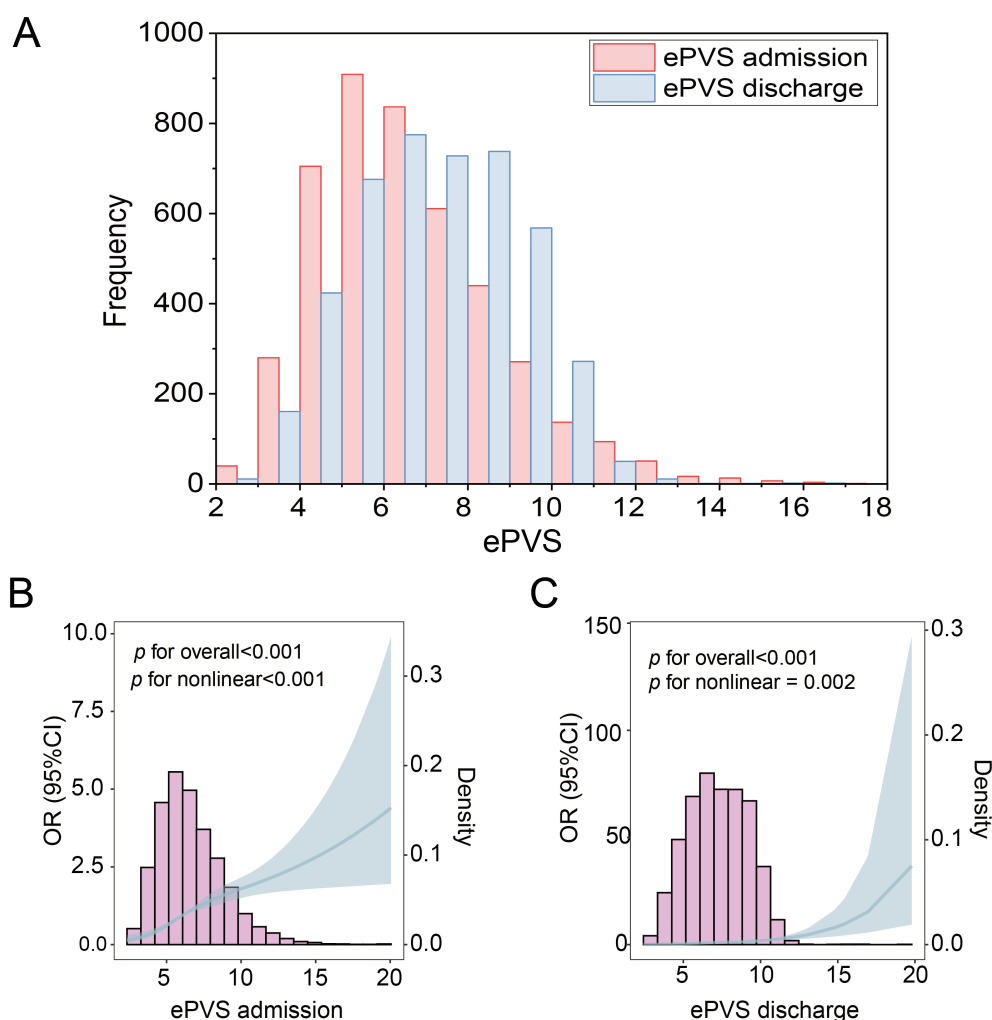 A
1000
800
600
400
200
0
Frequency
ePVS admission
ePVS discharge
2 4 6 8 10 12 14 16 18
ePVS
B
10.0
7.5
5.0
2.5
0.0
OR (95%CI)
p for overall<0.001
p for nonlinear<0.001
0.3
0.2
0.1
0.0
Density
5 10 15 20
ePVS admission
C
150
100
50
0
OR (95%CI)
p for overall<0.001
p for nonlinear = 0.002
0.3
0.2
0.1
0.0
Density
5 10 15 20
ePVS discharge